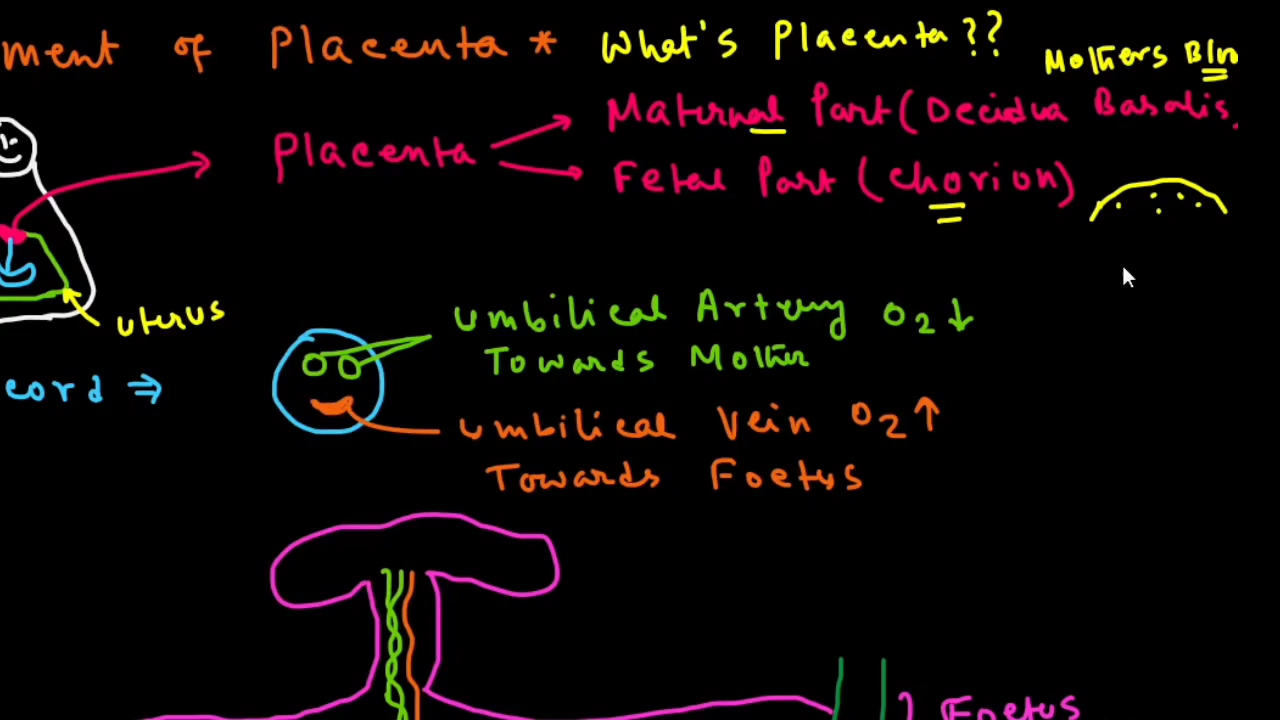 ment of Placenta * What's Placenta??
Mothers Bln
Placenta
Maternal Part (Decidua Basalis.
Fetal Part (chorion)
uterus
cord ⇒
umbilical Artery O2↓
Towards Mother
umbilical Vein O2↑
Towards Foetus
Foetus